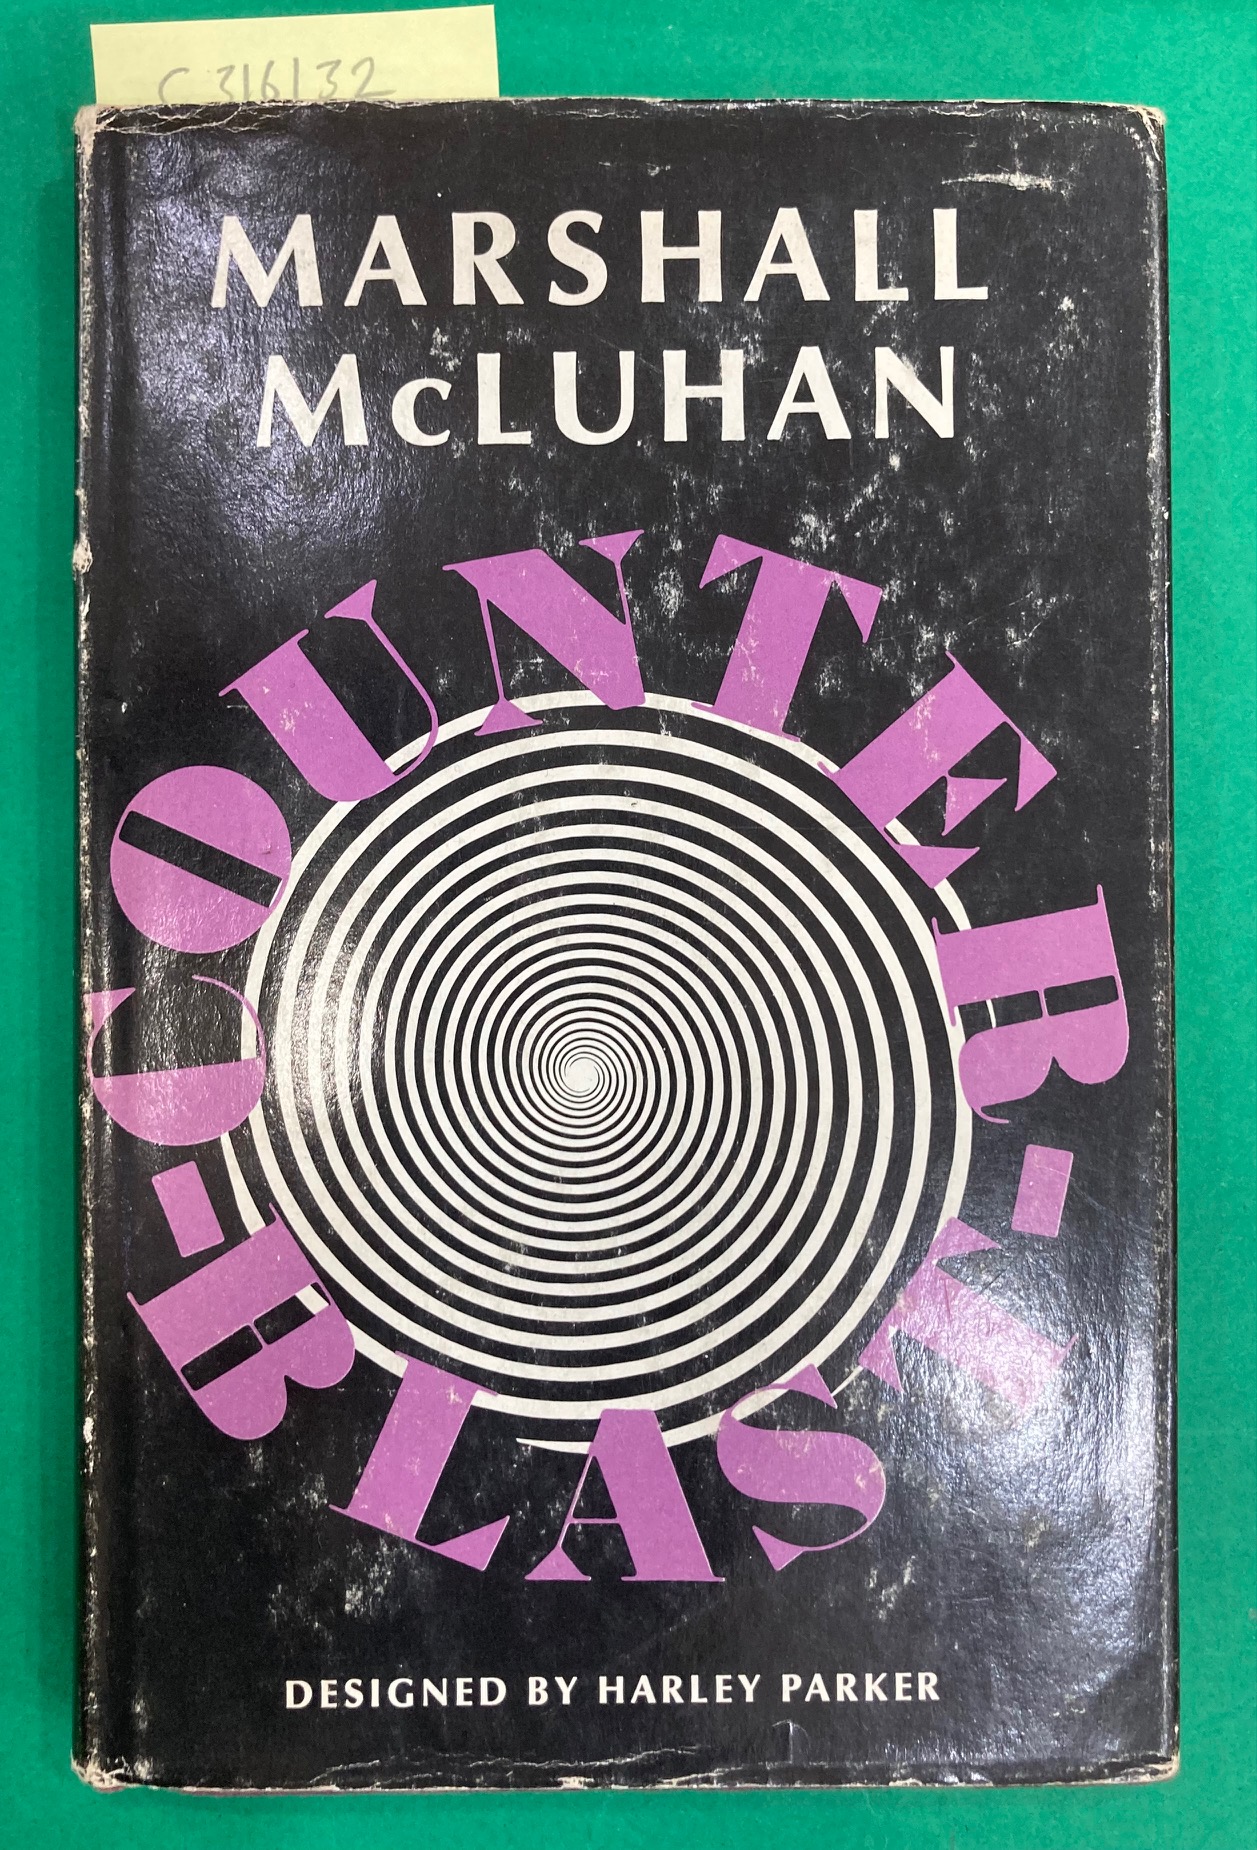 C 316132
MARSHALL
McLUHAN
COUNTER-
BLAST-
DESIGNED BY HARLEY PARKER